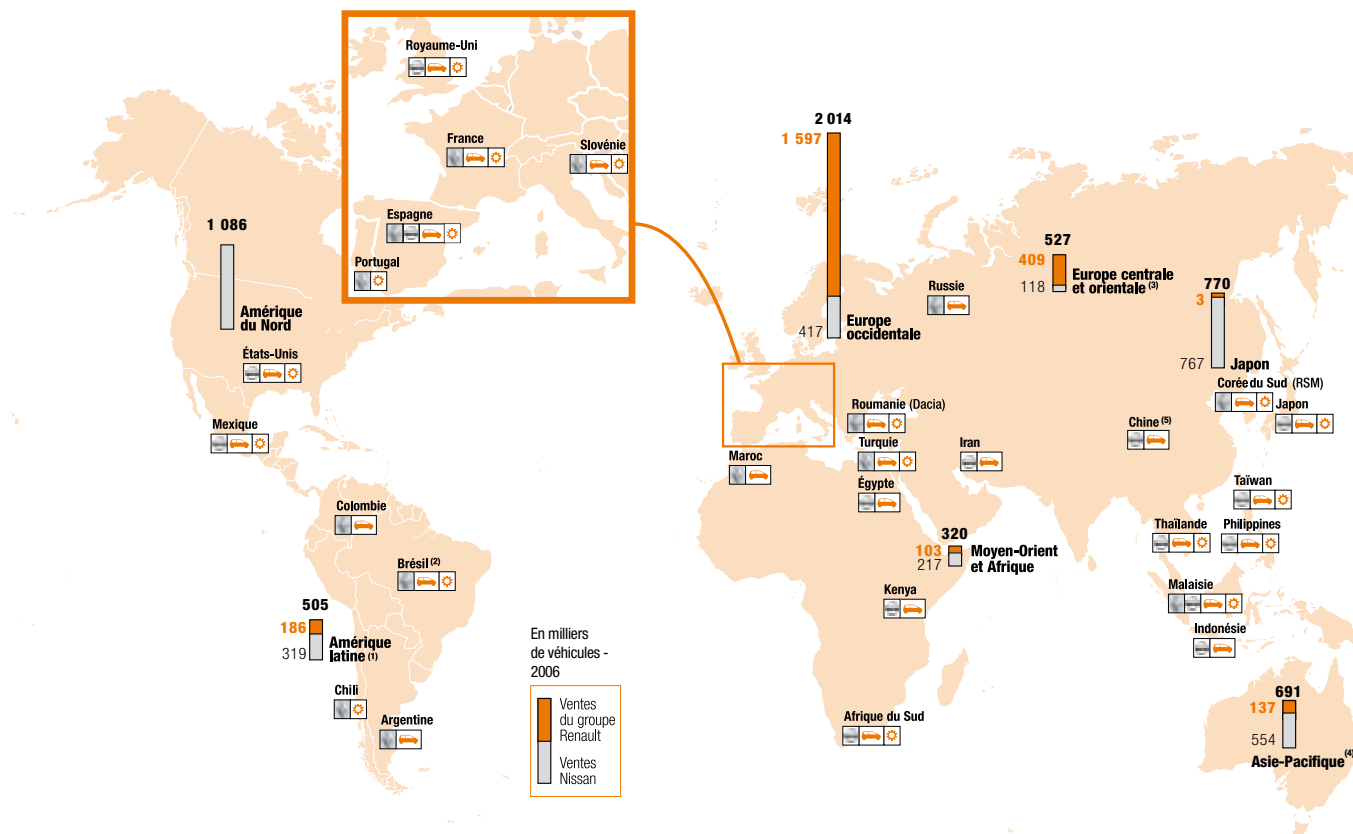 Royaume-Uni
France
Slovénie
Espagne
Portugal
2 014
1 597
417
Europe
occidentale
1 086
Amérique
du Nord
États-Unis
Mexique
527
409
118
Europe centrale
et orientale (3)
Russie
770
3
767
Japon
Corée du Sud (RSM)
Japon
Roumanie (Dacia)
Turquie
Iran
Chine (5)
Maroc
Égypte
Taïwan
Thaïlande
Philippines
Colombie
Brésil (2)
320
103
217
Moyen-Orient
et Afrique
Kenya
Malaisie
Indonésie
505
186
319
Amérique
latine (1)
Chili
Argentine
En milliers
de véhicules -
2006
Ventes
du groupe
Renault
Ventes
Nissan
Afrique du Sud
691
137
554
Asie-Pacifique (4)